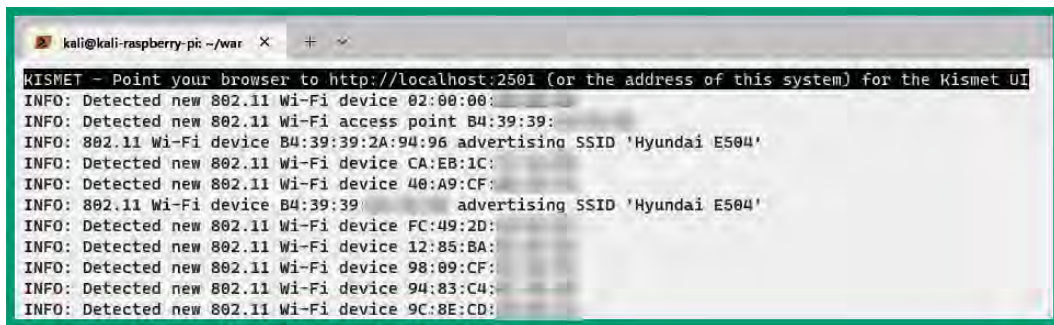 kali@kali-raspberry-pi: ~/war
KISMET - Point your browser to http://localhost:2501 (or the address of this system) for the Kismet UI
INFO: Detected new 802.11 Wi-Fi device 02:00:00:
INFO: Detected new 802.11 Wi-Fi access point B4:39:39:
INFO: 802.11 Wi-Fi device B4:39:39:2A:94:96 advertising SSID 'Hyundai E504'
INFO: Detected new 802.11 Wi-Fi device CA:EB:1C:
INFO: Detected new 802.11 Wi-Fi device 40:A9:CF:
INFO: 802.11 Wi-Fi device B4:39:39 advertising SSID 'Hyundai E504'
INFO: Detected new 802.11 Wi-Fi device FC:49:2D:
INFO: Detected new 802.11 Wi-Fi device 12:85:BA:
INFO: Detected new 802.11 Wi-Fi device 98:09:CF:
INFO: Detected new 802.11 Wi-Fi device 94:83:C4:
INFO: Detected new 802.11 Wi-Fi device 9C:8E:CD: